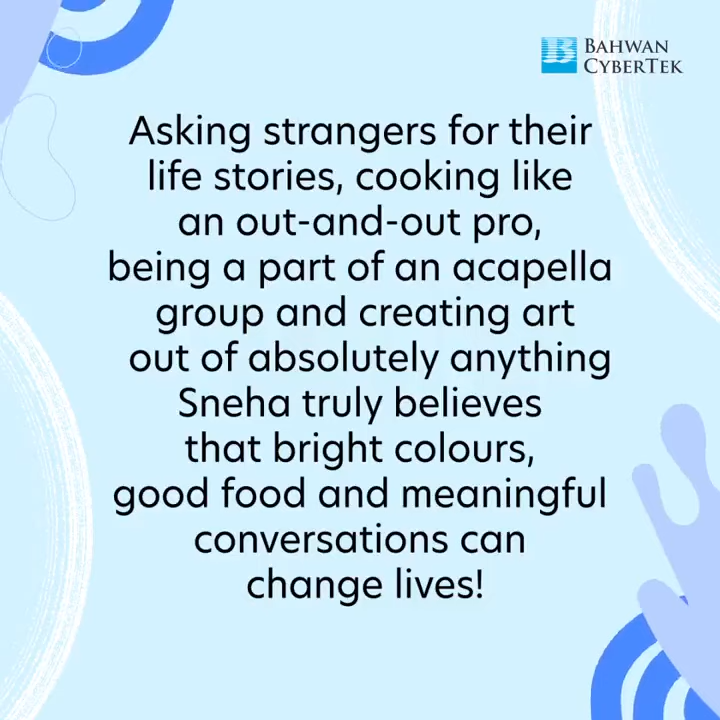 BAHWAN
CYBERTEK
Asking strangers for their
life stories, cooking like
an out-and-out pro,
being a part of an acapella
group and creating art
out of absolutely anything
Sneha truly believes
that bright colours,
good food and meaningful
conversations can
change lives!